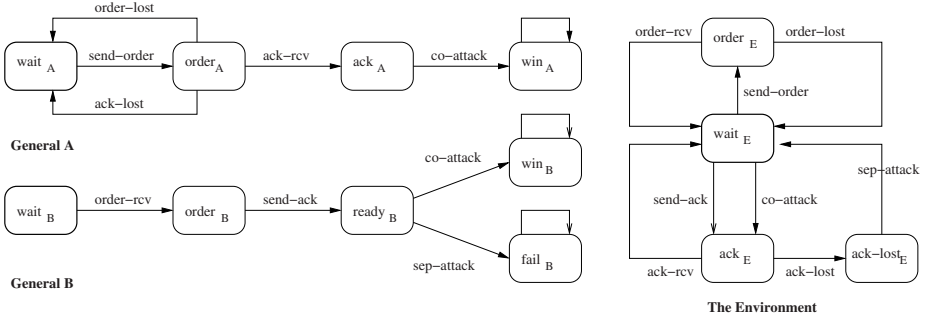 order−lost
wait A
send−order
order A
ack−rcv
ack A
co−attack
win A
ack−lost
General A
wait B
order−rcv
order B
send−ack
ready B
co−attack
win B
sep−attack
fail B
General B
order−rcv
order E
order−lost
send−order
wait E
sep−attack
send−ack
co−attack
ack E
ack−lost E
ack−rcv
ack−lost
The Environment